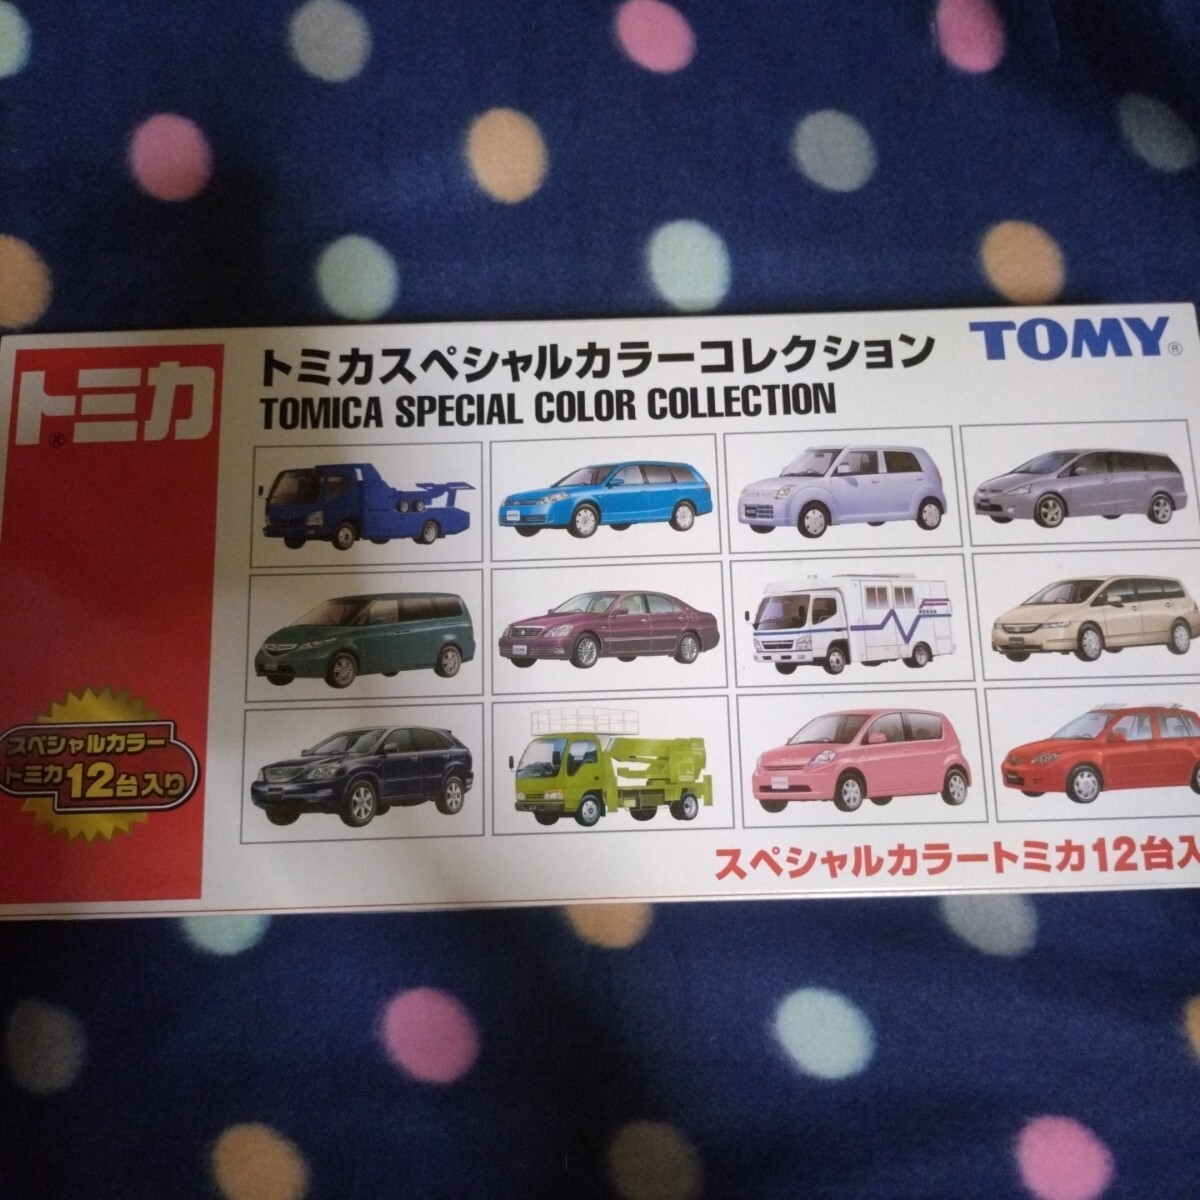 トミカ®
トミカスペシャルカラーコレクション
TOMICA SPECIAL COLOR COLLECTION
TOMY®
スペシャルカラー
トミカ12台入り
スペシャルカラートミカ12台入